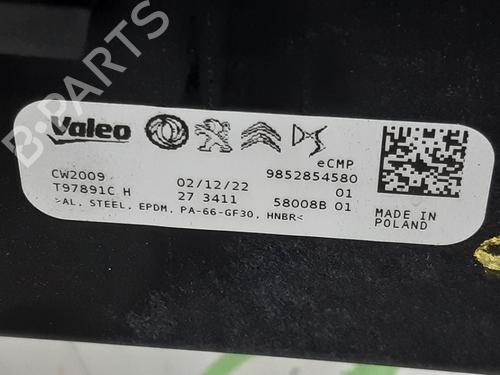 B-PARTS
Valeo
eCMP
CW2009 02/12/22 9852854580
T97891C H 27 3411 01
58008B 01
>AL, STEEL, EPDM, PA-66-GF30, HNBR<
MADE IN
POLAND